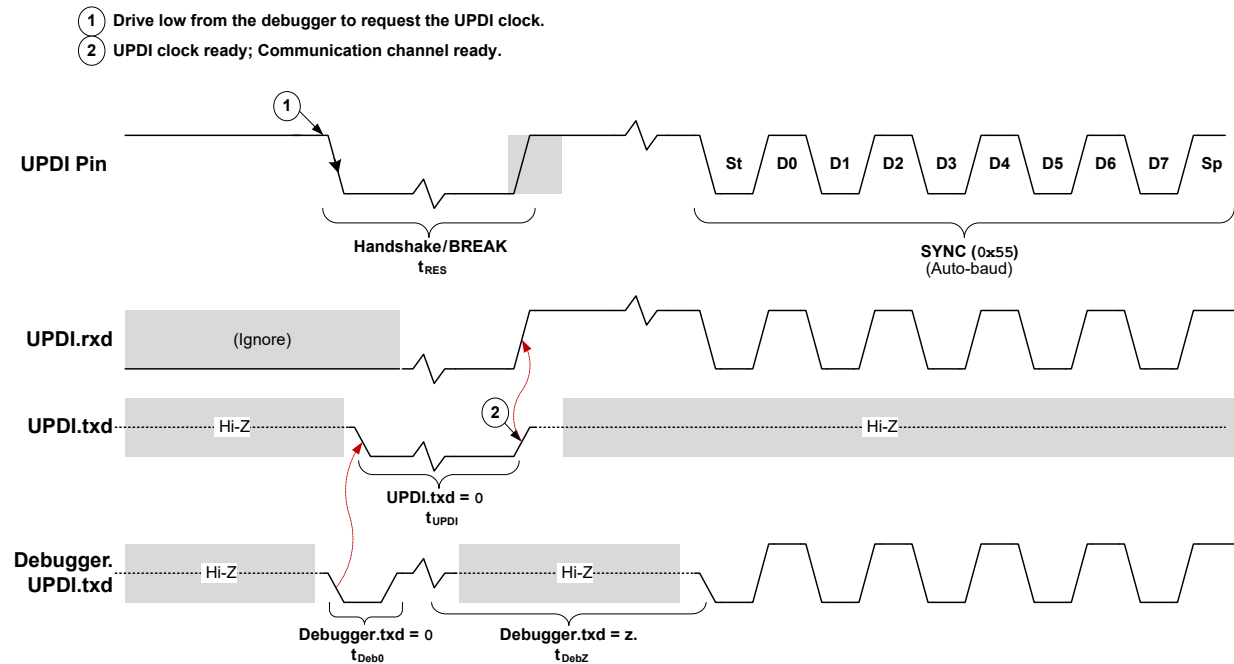 1 Drive low from the debugger to request the UPDI clock.
2 UPDI clock ready; Communication channel ready.
1
UPDI Pin
St D0 D1 D2 D3 D4 D5 D6 D7 Sp
Handshake/BREAK
tRES
SYNC (0x55)
(Auto-baud)
UPDI.rxd
(Ignore)
2
UPDI.txd
Hi-Z
Hi-Z
UPDI.txd = 0
tUPDI
Debugger.
UPDI.txd
Hi-Z
Hi-Z
Debugger.txd = 0
tDeb0
Debugger.txd = z.
tDebZ